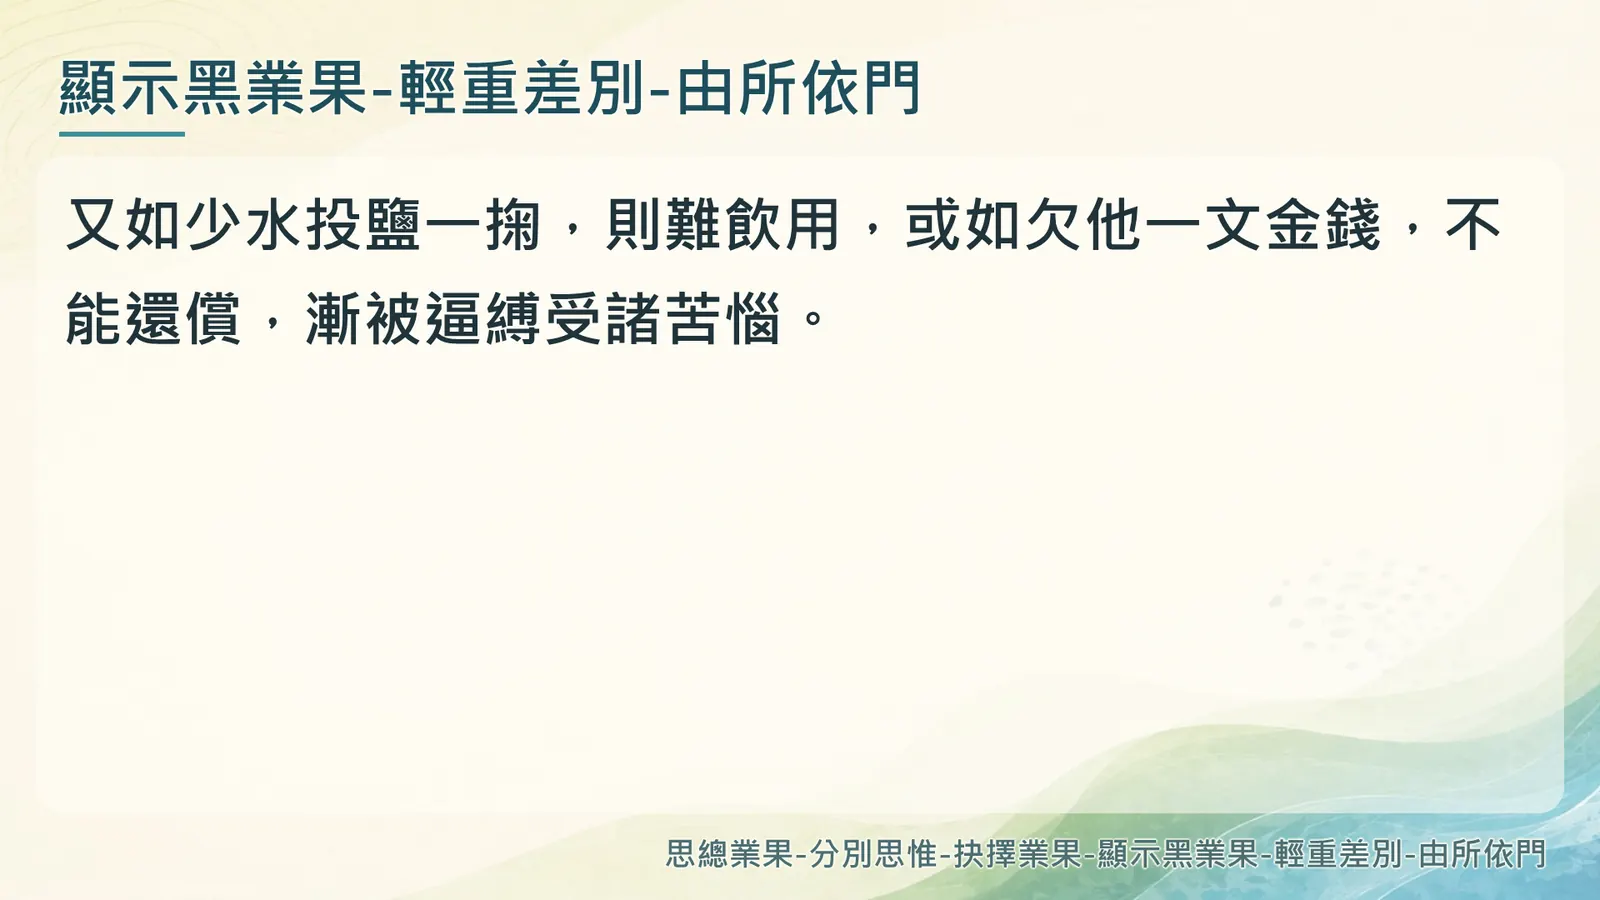 顯示黑業果-輕重差別-由所依門
又如少水投鹽一掬，則難飲用，或如欠他一文金錢，不
能還償，漸被逼縛受諸苦惱。
思總業果-分別思惟-抉擇業果-顯示黑業果-輕重差別-由所依門